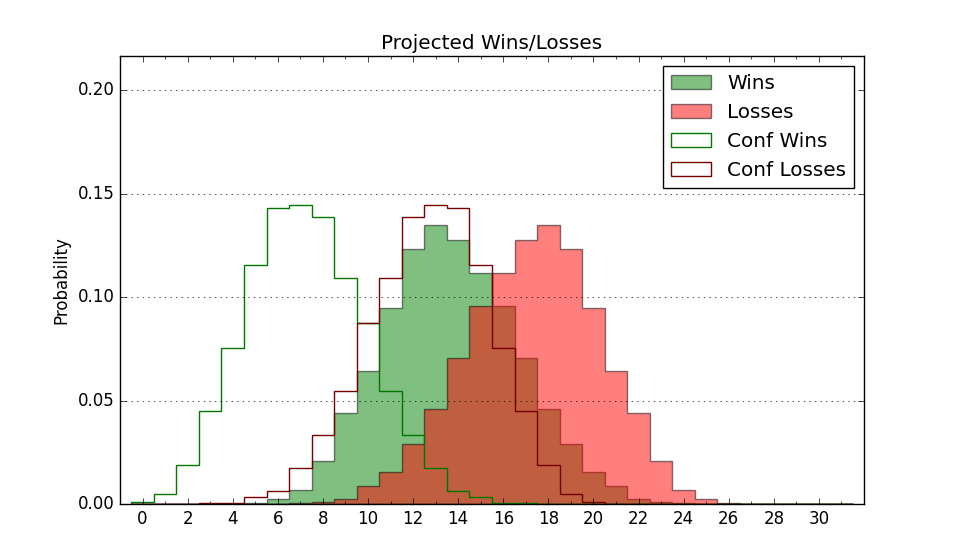 Projected Wins/Losses
Wins
Losses
Conf Wins
Conf Losses
Probability
0.20
0.15
0.10
0.05
0.00
0 2 4 6 8 10 12 14 16 18 20 22 24 26 28 30